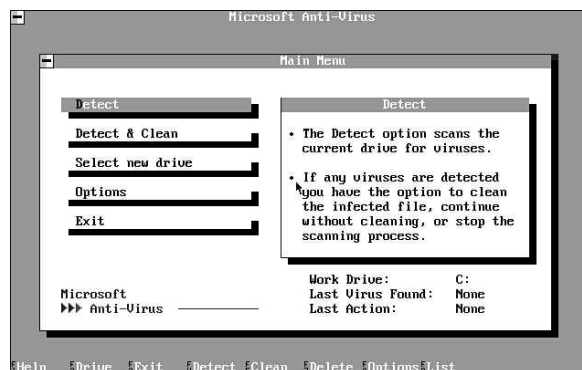 Microsoft Anti-Virus
Main Menu
Detect
Detect & Clean
Select new drive
Options
Exit
Detect
• The Detect option scans the
current drive for viruses.
• If any viruses are detected
you have the option to clean
the infected file, continue
without cleaning, or stop the
scanning process.
Microsoft
▶▶▶ Anti-Virus
Work Drive: C:
Last Virus Found: None
Last Action: None
Help Drive Exit Detect Clean Delete Options List